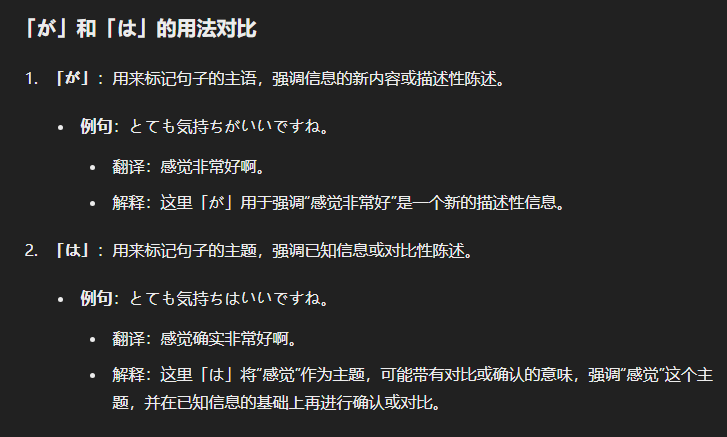 「が」和「は」的用法对比
1. 「が」：用来标记句子的主语，强调信息的新内容或描述性陈述。
• 例句：とても気持ちがいいですね。
• 翻译：感觉非常好啊。
• 解释：这里「が」用于强调"感觉非常好"是一个新的描述性信息。
2. 「は」：用来标记句子的主题，强调已知信息或对比性陈述。
• 例句：とても気持ちはいいですね。
• 翻译：感觉确实非常好啊。
• 解释：这里「は」将"感觉"作为主题，可能带有对比或确认的意味，强调"感觉"这个主
题，并在已知信息的基础上再进行确认或对比。